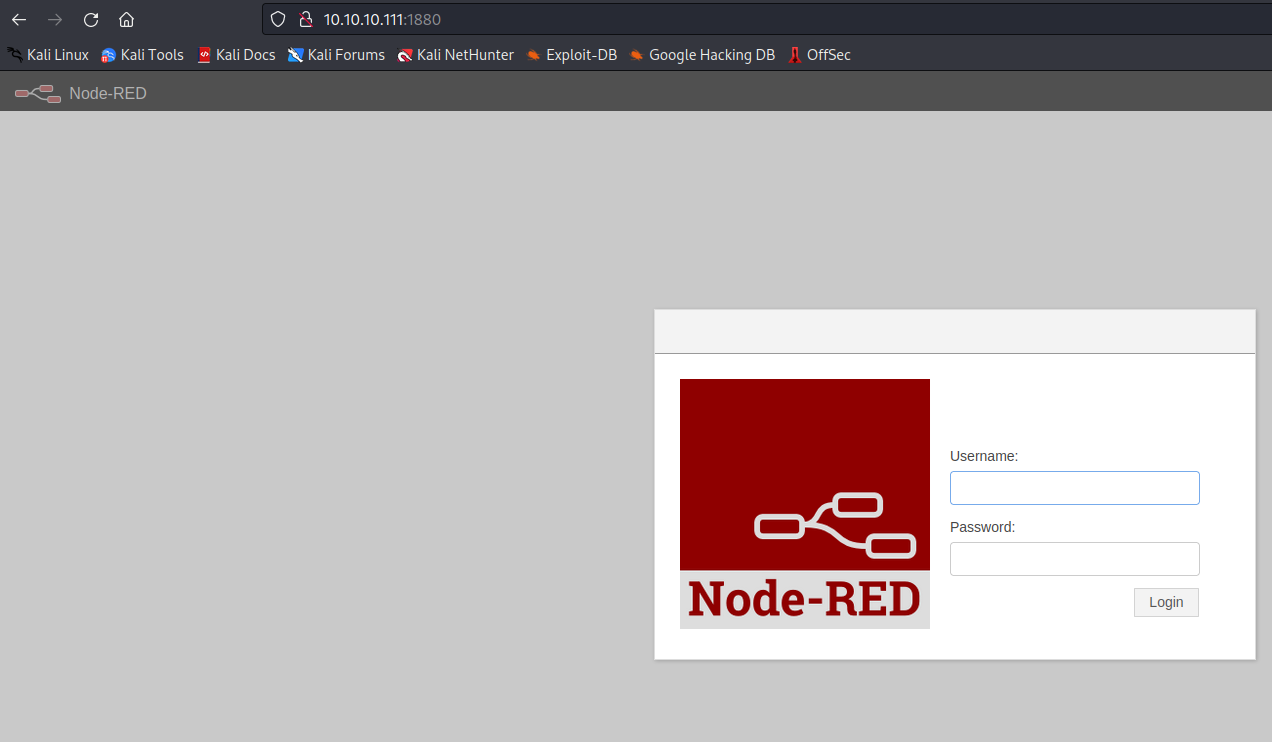 10.10.10.111:1880
Kali Linux Kali Tools Kali Docs Kali Forums Kali NetHunter Exploit-DB Google Hacking DB OffSec
Node-RED
Username:
Password:
Login
Node-RED